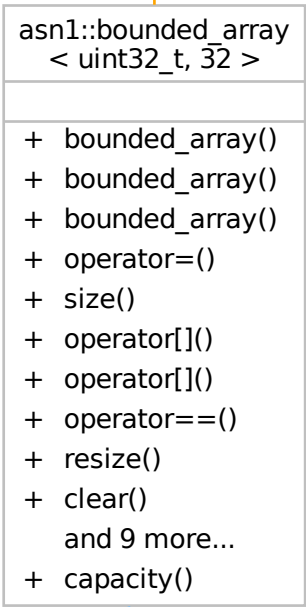 asn1::bounded_array
< uint32_t, 32 >
+ bounded_array()
+ bounded_array()
+ bounded_array()
+ operator=()
+ size()
+ operator[]()
+ operator[]()
+ operator==()
+ resize()
+ clear()
and 9 more...
+ capacity()